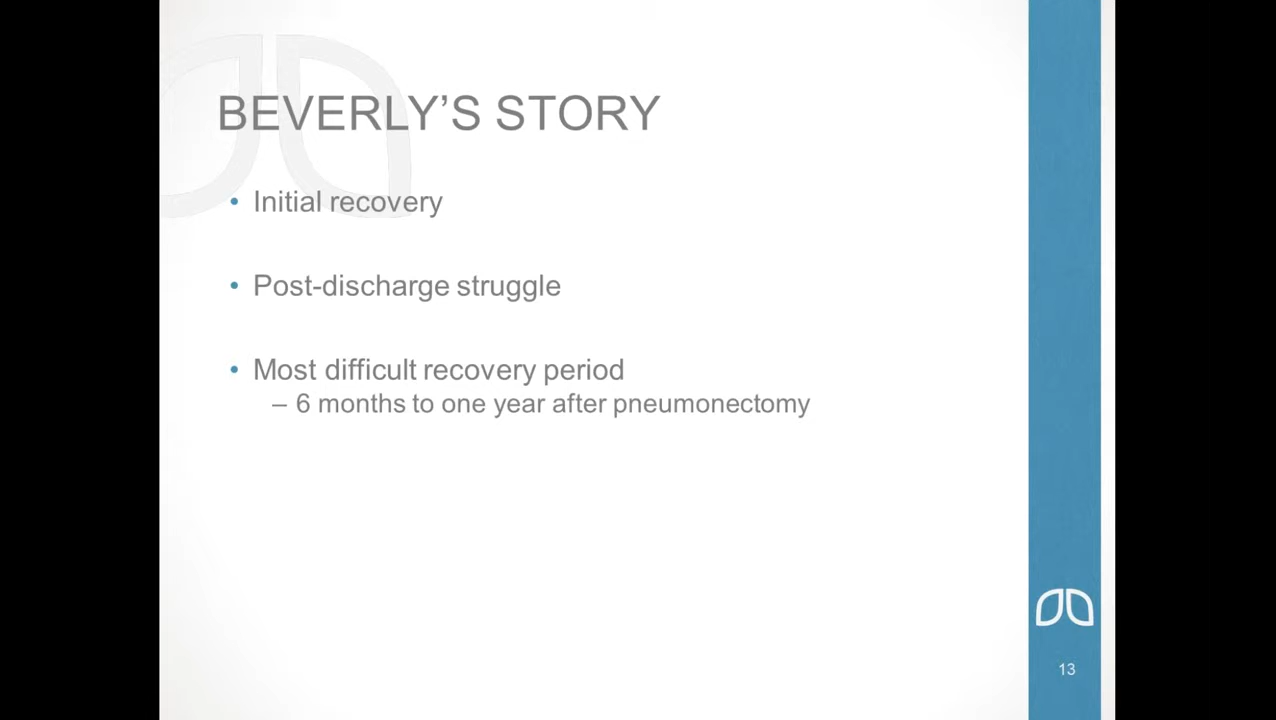 BEVERLY’S STORY
• Initial recovery
• Post-discharge struggle
• Most difficult recovery period
– 6 months to one year after pneumonectomy
13